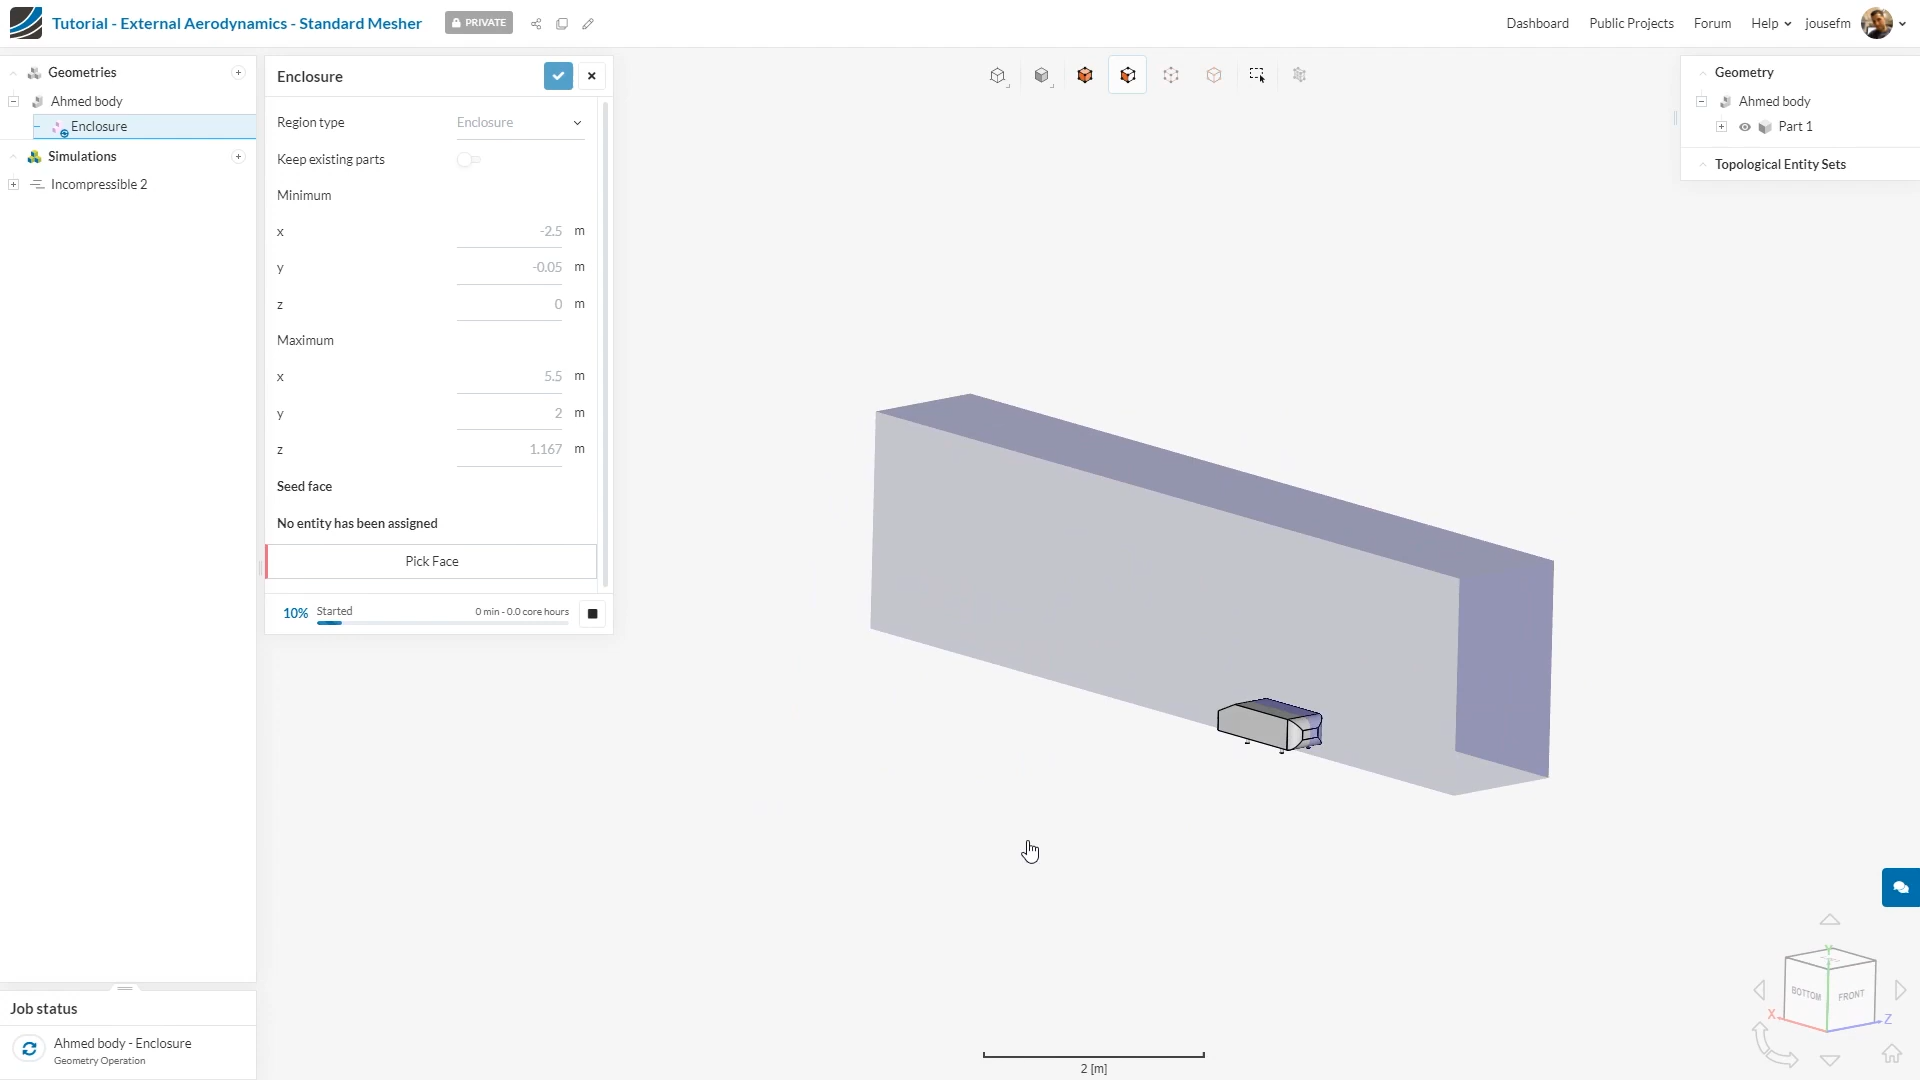 Tutorial - External Aerodynamics - Standard Mesher
PRIVATE
Dashboard
Public Projects
Forum
Help
jousefm
Geometries
Ahmed body
Enclosure
Simulations
Incompressible 2
Enclosure
Region type
Enclosure
Keep existing parts
Minimum
x -2.5 m
y -0.05 m
z 0 m
Maximum
x 5.5 m
y 2 m
z 1.167 m
Seed face
No entity has been assigned
Pick Face
10% Started 0 min - 0.0 core hours
Geometry
Ahmed body
Part 1
Topological Entity Sets
Job status
Ahmed body - Enclosure
Geometry Operation
2 [m]
Y
BOTTOM
FRONT
X
Z